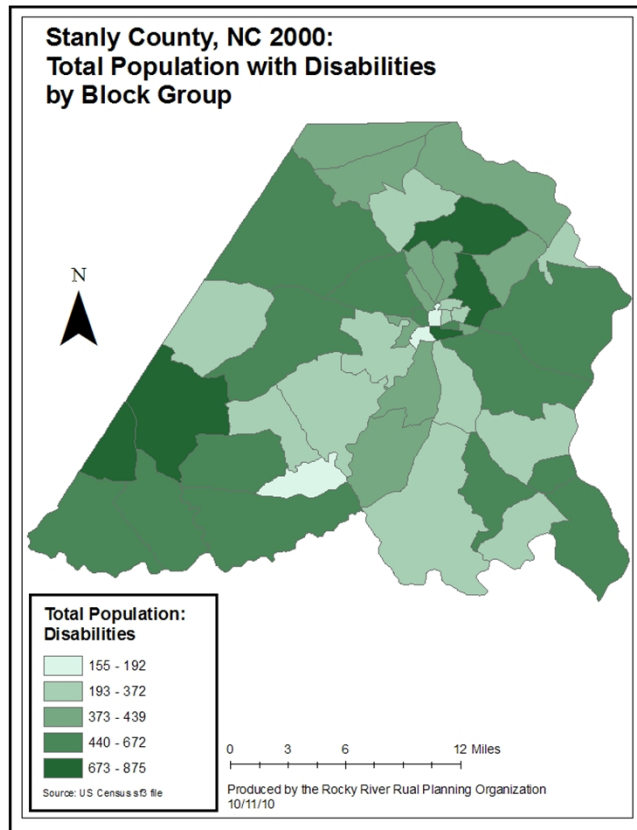 Stanly County, NC 2000:
Total Population with Disabilities
by Block Group
N
Total Population:
Disabilities
155 - 192
193 - 372
373 - 439
440 - 672
673 - 875
Source: US Census sf3 file
0 3 6 12 Miles
Produced by the Rocky River Rual Planning Organization
10/11/10